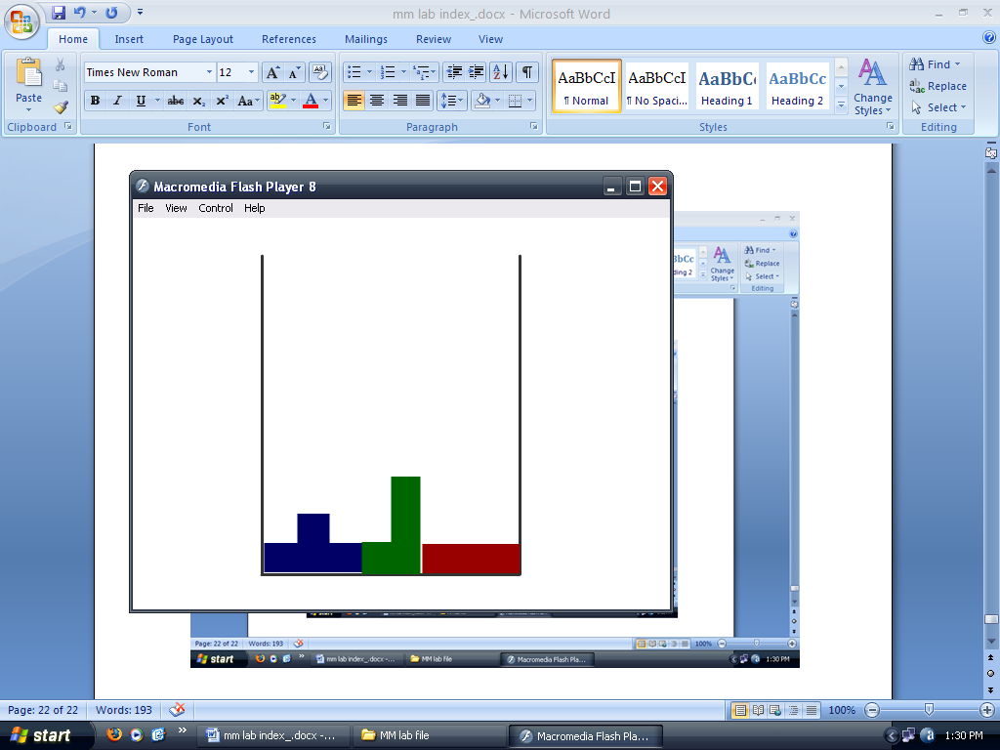 mm lab index_.docx - Microsoft Word
Home Insert Page Layout References Mailings Review View
Paste
Times New Roman 12
B I U abc x₂ x² Aa
AaBbCcI AaBbCcI AaBbC AaBbCc
¶ Normal ¶ No Spaci... Heading 1 Heading 2
Change Styles
Find
Replace
Select
Clipboard Font Paragraph Styles Editing
Macromedia Flash Player 8
File View Control Help
BbCc
ng 2
Change
Styles
Find
Replace
Select
Editing
Page: 22 of 22 Words: 193 100%
start mm lab index_.docx -... MM lab file Macromedia Flash Pla... 1:30 PM
Page: 22 of 22 Words: 193 100%
start mm lab index_.docx -... MM lab file Macromedia Flash Pla... 1:30 PM